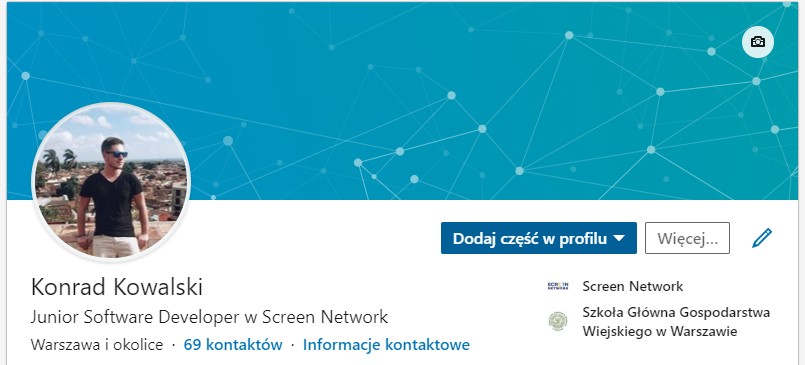 Dodaj część w profilu
Więcej...
Konrad Kowalski
Junior Software Developer w Screen Network
Warszawa i okolice · 69 kontaktów · Informacje kontaktowe
SCREEN
NETWORK
Screen Network
Szkoła Główna Gospodarstwa
Wiejskiego w Warszawie